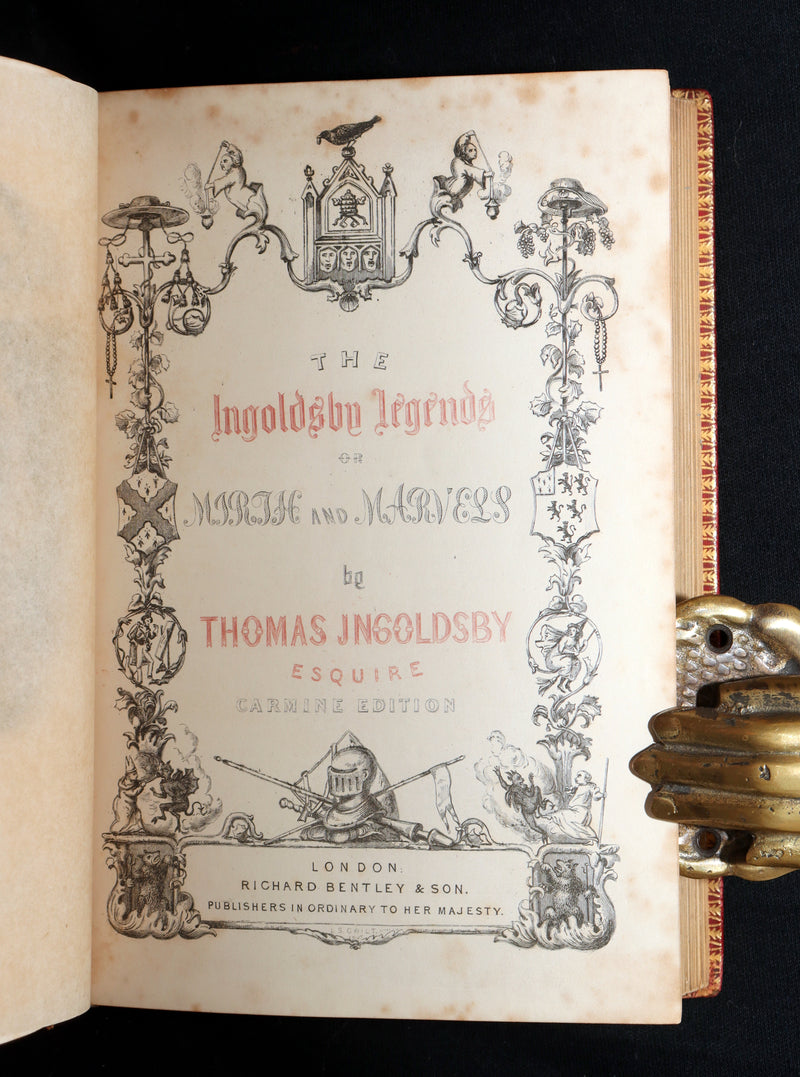 THE
Ingoldsby Legends
OR
MIRTH AND MARVELS
by
THOMAS INGOLDSBY
ESQUIRE
CARMINE EDITION
LONDON:
RICHARD BENTLEY & SON.
PUBLISHERS IN ORDINARY TO HER MAJESTY.